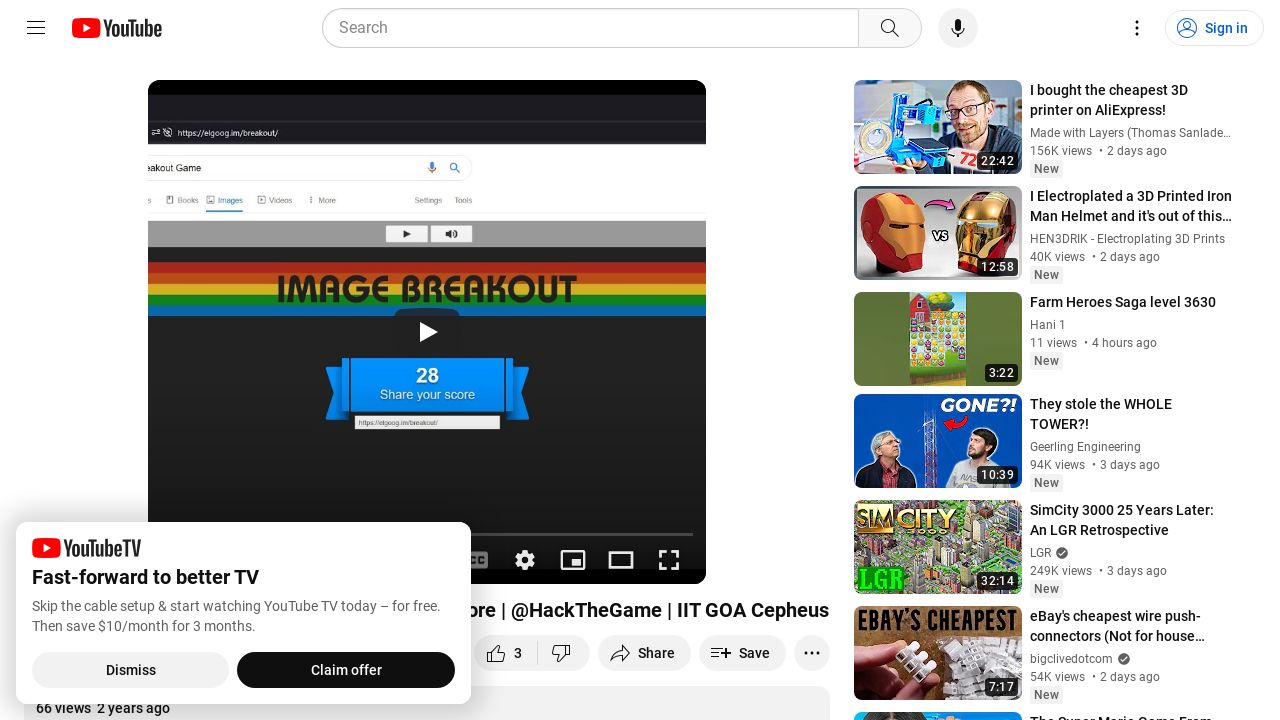 YouTube
Search
Sign in
https://elgoog.im/breakout/
eakout Game
Books
Images
Videos
More
Settings
Tools
IMAGE BREAKOUT
28
Share your score
https://elgoog.im/breakout/
ore | @HackTheGame | IIT GOA Cepheus
3
Share
Save
66 views 2 years ago
YouTubeTV
Fast-forward to better TV
Skip the cable setup & start watching YouTube TV today – for free.
Then save $10/month for 3 months.
Dismiss
Claim offer
72
22:42
I bought the cheapest 3D
printer on AliExpress!
Made with Layers (Thomas Sanlade...
156K views • 2 days ago
New
VS
12:58
I Electroplated a 3D Printed Iron
Man Helmet and it's out of this...
HEN3DRIK - Electroplating 3D Prints
40K views • 2 days ago
New
3:22
Farm Heroes Saga level 3630
Hani 1
11 views • 4 hours ago
New
GONE?!
10:39
They stole the WHOLE
TOWER?!
Geerling Engineering
94K views • 3 days ago
New
SIM CITY
3000
LGR
32:14
SimCity 3000 25 Years Later:
An LGR Retrospective
LGR
249K views • 3 days ago
New
EBAY'S CHEAPEST
7:17
eBay's cheapest wire push-
connectors (Not for house...
bigclivedotcom
54K views • 2 days ago
New